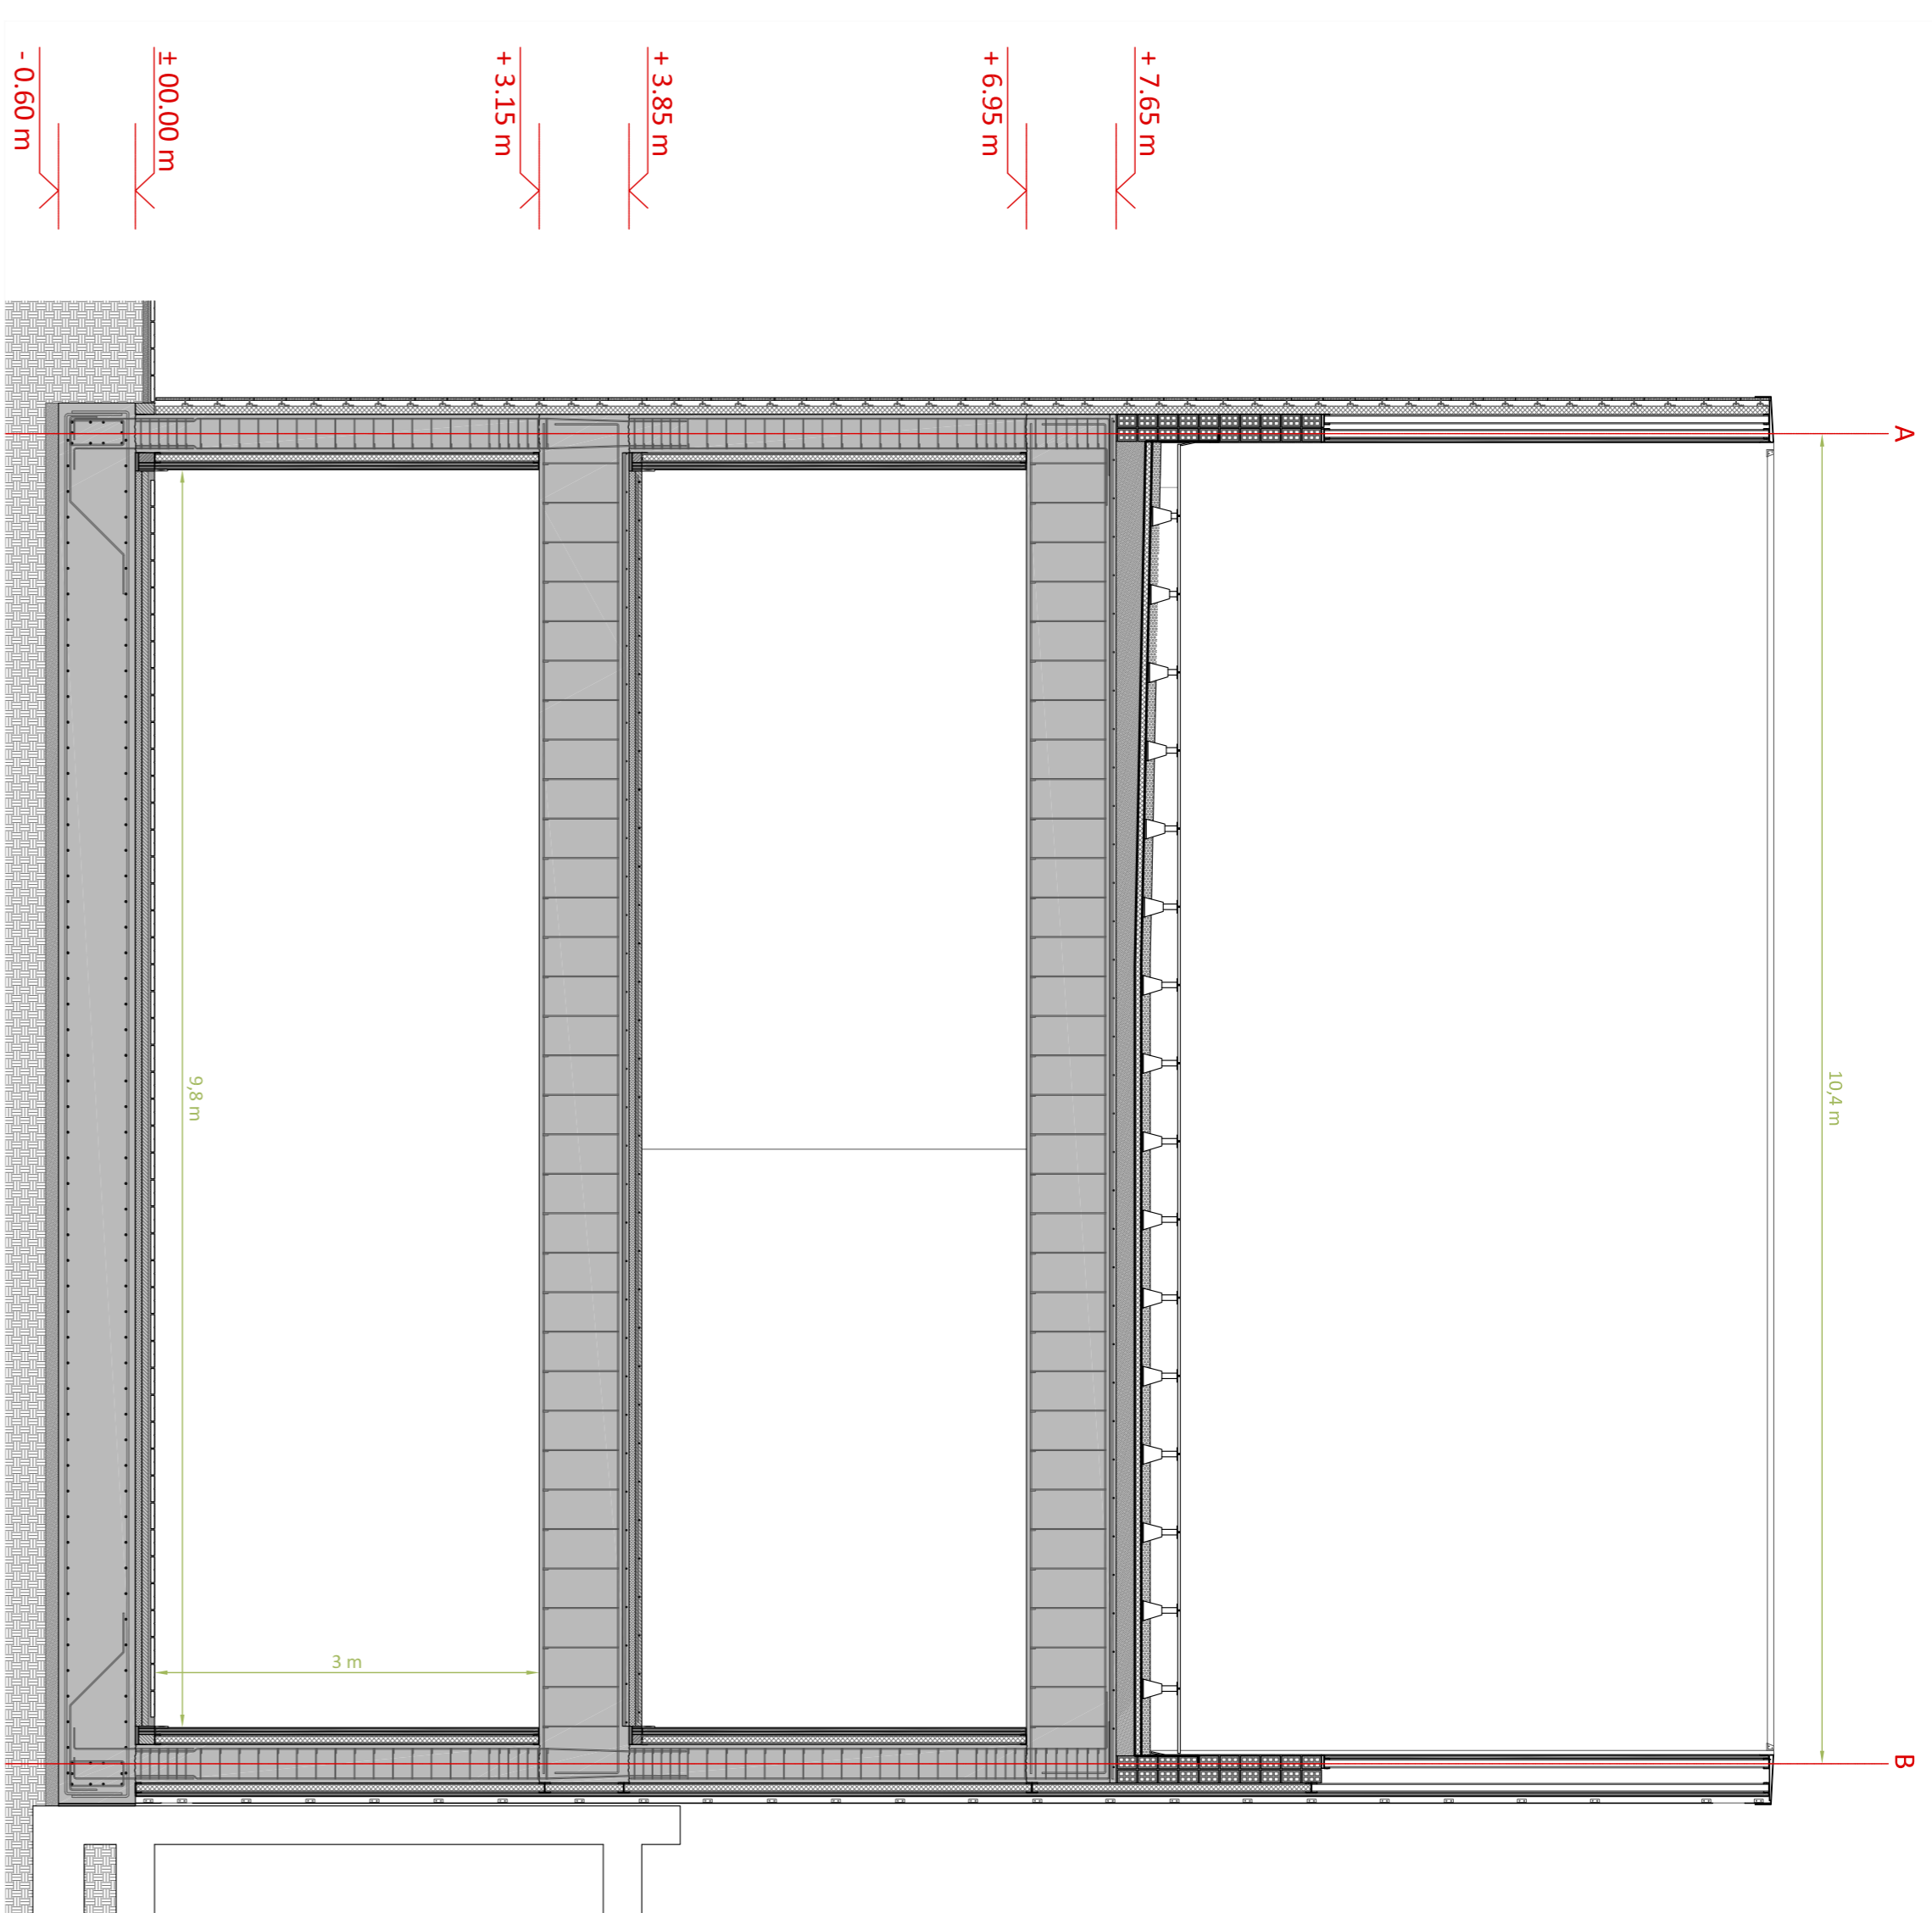 A
B
10,4 m
+ 7.65 m
+ 6.95 m
+ 3.85 m
+ 3.15 m
± 00.00 m
- 0.60 m
9,8 m
3 m